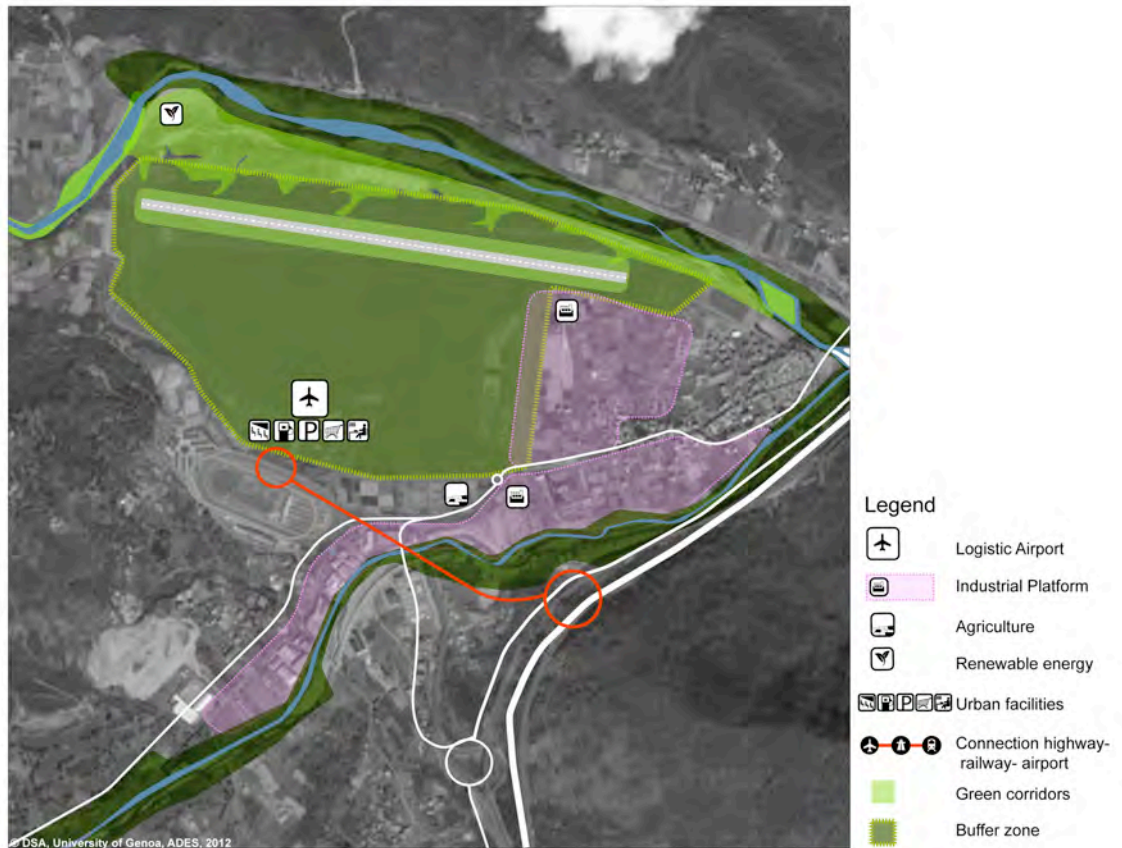 Legend
Logistic Airport
Industrial Platform
Agriculture
Renewable energy
P
P
Urban facilities
Connection highway-
railway- airport
Green corridors
Buffer zone
© DSA, University of Genoa, ADES, 2012